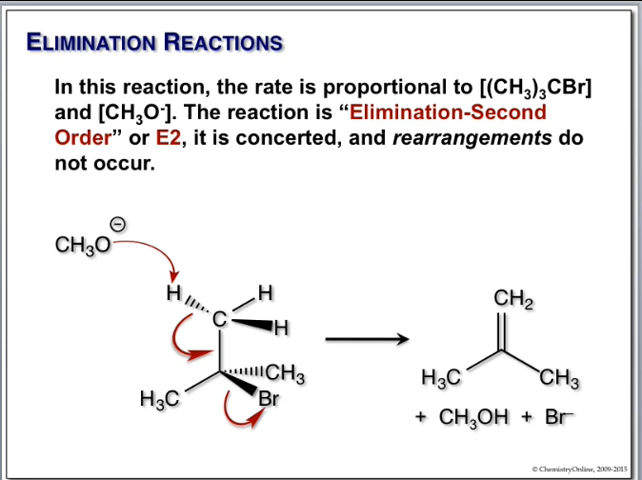 ELIMINATION REACTIONS
In this reaction, the rate is proportional to [(CH₃)₃CBr]
and [CH₃O⁻]. The reaction is “Elimination-Second
Order” or E2, it is concerted, and rearrangements do
not occur.
⊖
CH₃O
H H
C H
CH₃
H₃C Br
CH₂
H₃C CH₃
+ CH₃OH + Br⁻
© ChemistryOnline, 2009-2015